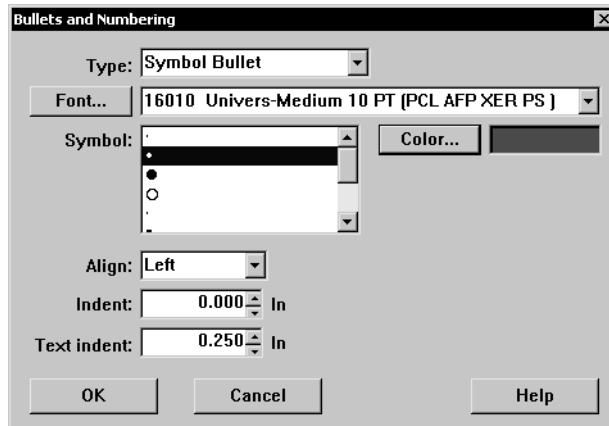 Bullets and Numbering
Type: Symbol Bullet
Font... 16010 Univers-Medium 10 PT (PCL AFP XER PS )
Symbol: Color...
Align: Left
Indent: 0.000 In
Text indent: 0.250 In
OK Cancel Help